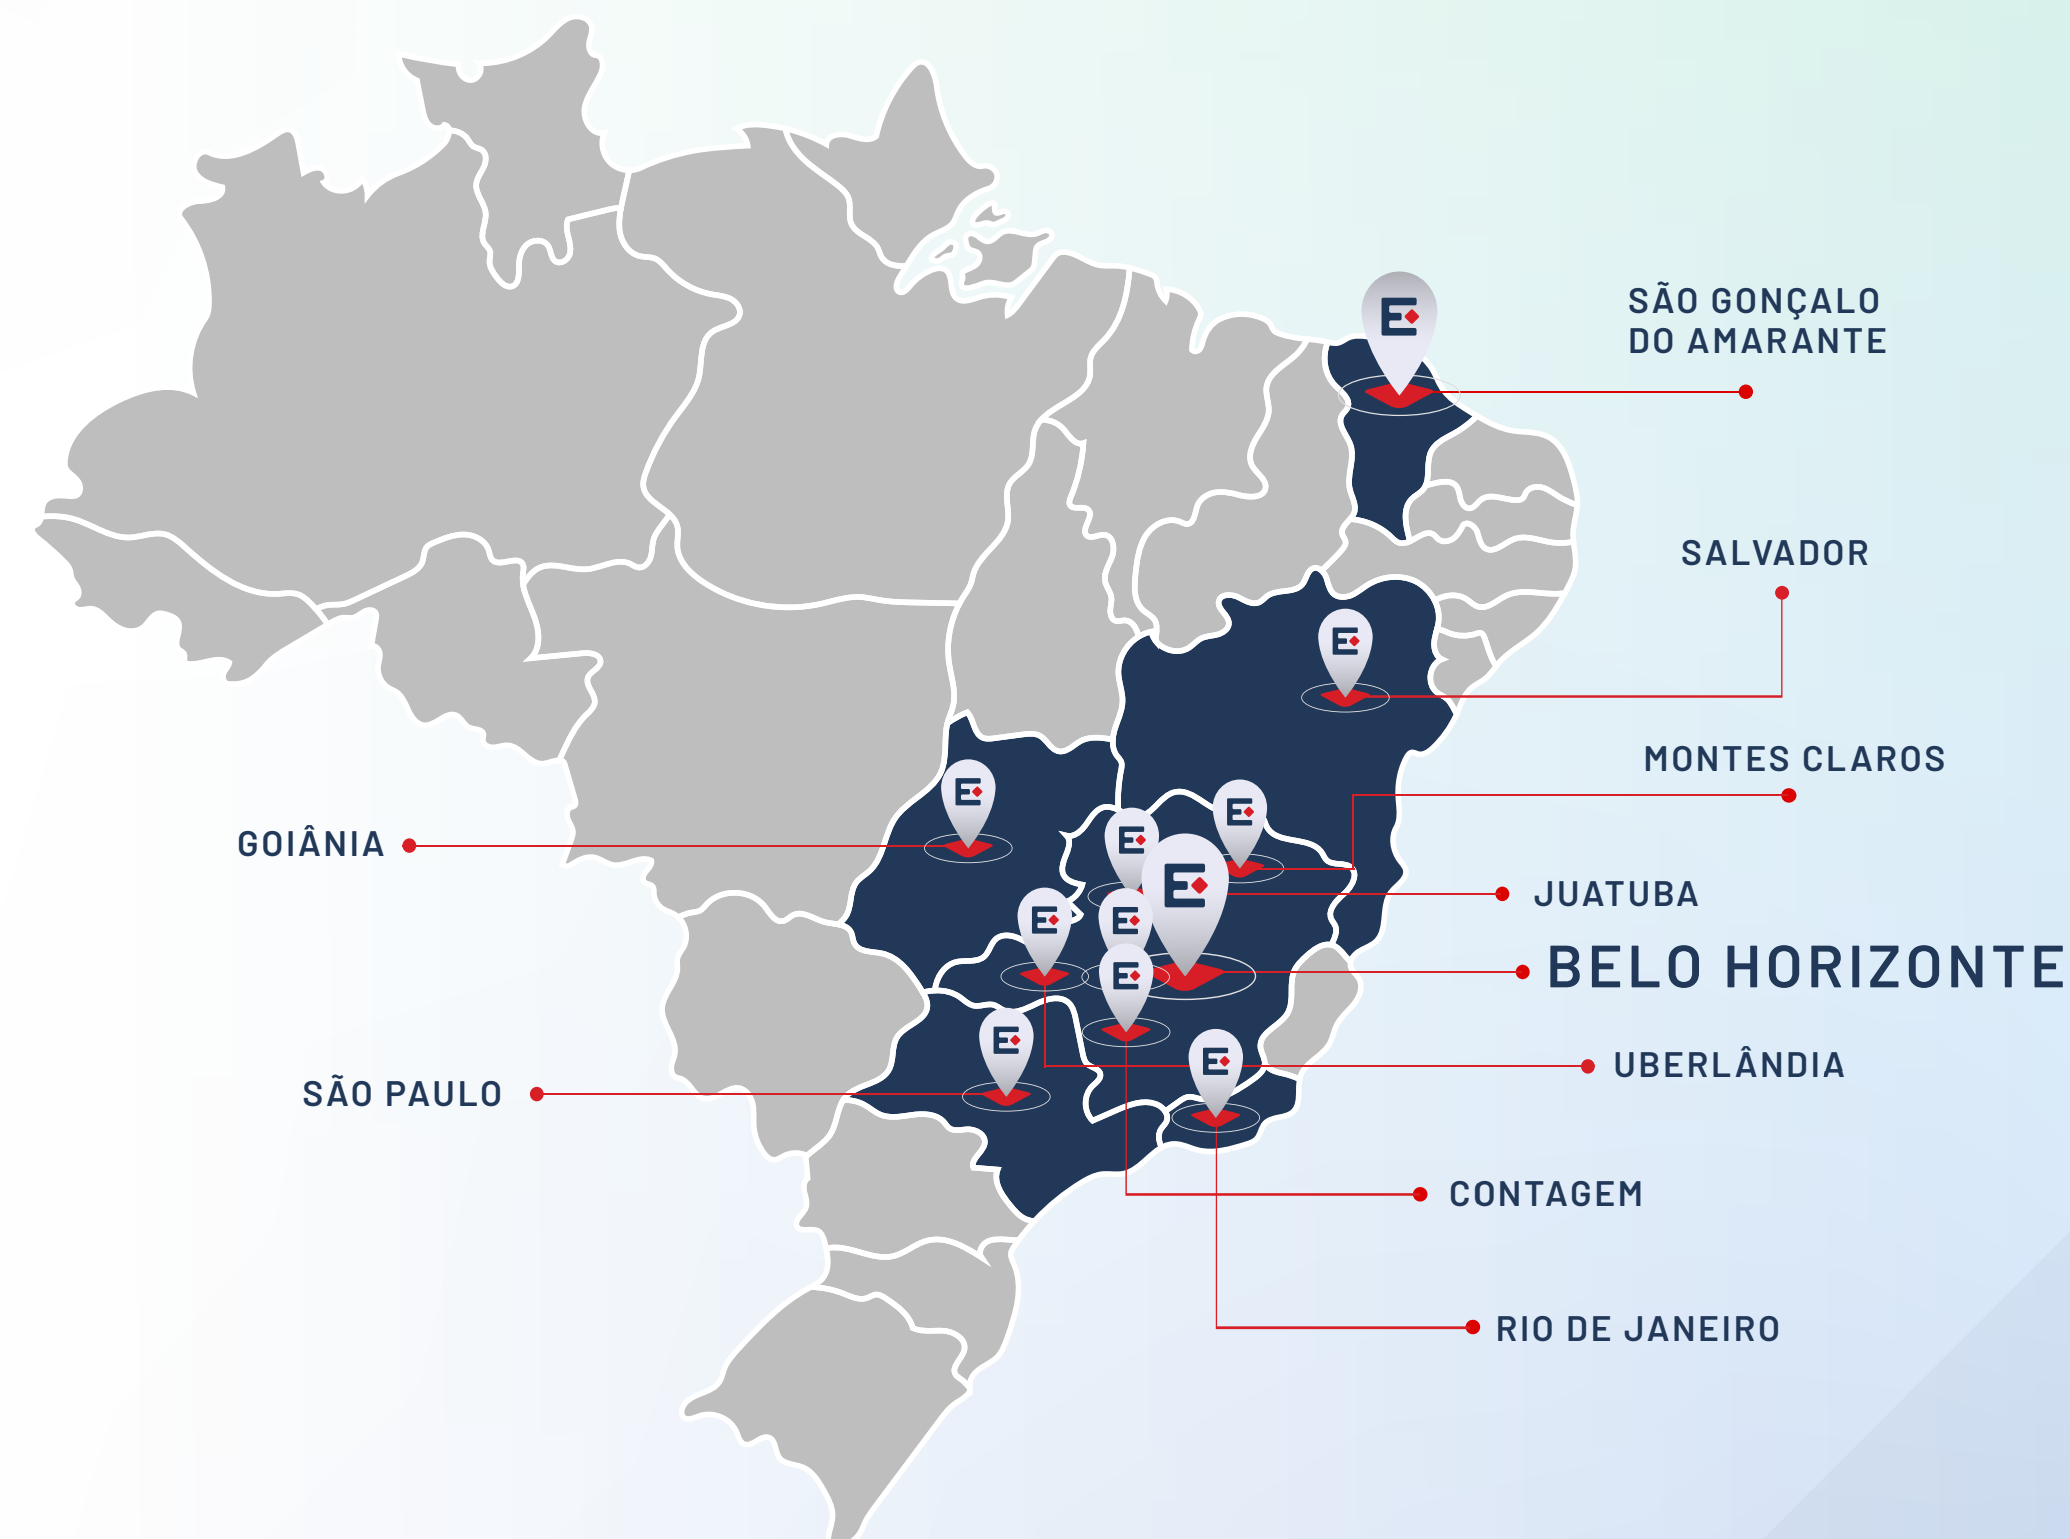 SÃO GONÇALO
DO AMARANTE
SALVADOR
MONTES CLAROS
GOIÂNIA
JUATUBA
BELO HORIZONTE
UBERLÂNDIA
SÃO PAULO
CONTAGEM
RIO DE JANEIRO
E
E
E
E
E
E
E
E
E
E
E